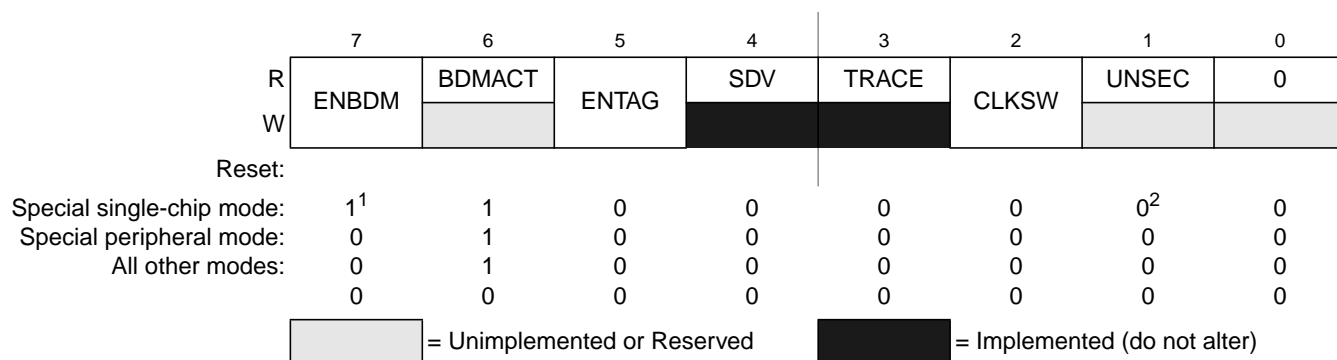 7 6 5 4 3 2 1 0
R ENBDM BDMACT ENTAG SDV TRACE CLKSW UNSEC 0
W
Reset:
Special single-chip mode: 1¹ 1 0 0 0 0 0² 0
Special peripheral mode: 0 1 0 0 0 0 0 0
All other modes: 0 1 0 0 0 0 0 0
0 0 0 0 0 0 0 0
= Unimplemented or Reserved = Implemented (do not alter)